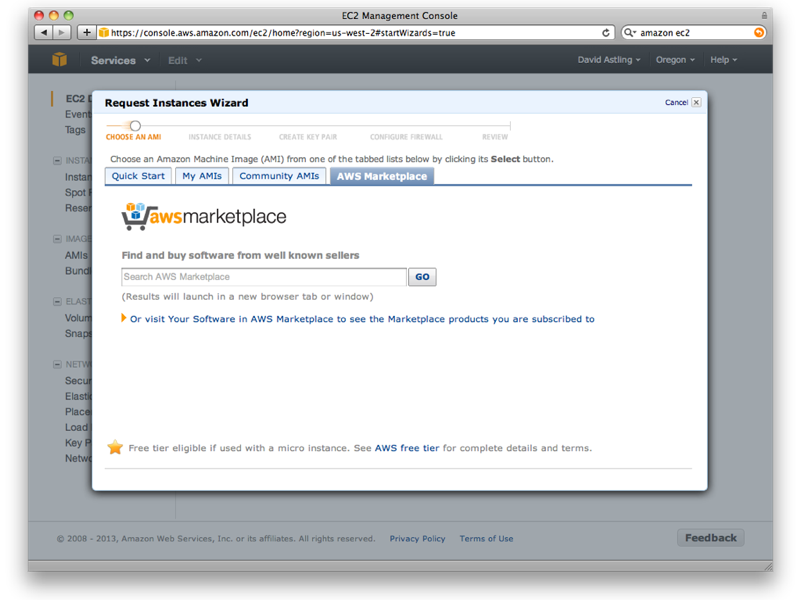 EC2 Management Console
https://console.aws.amazon.com/ec2/home?region=us-west-2#startWizards=true
amazon ec2
Services
Edit
David Astling
Oregon
Help
EC2 D
Event
Tags
INSTA
Instan
Spot
Reser
IMAGE
AMIs
Bundl
ELAST
Volum
Snaps
NETW
Secur
Elasti
Place
Load
Key P
Netwo
Request Instances Wizard
Cancel
CHOOSE AN AMI
INSTANCE DETAILS
CREATE KEY PAIR
CONFIGURE FIREWALL
REVIEW
Choose an Amazon Machine Image (AMI) from one of the tabbed lists below by clicking its Select button.
Quick Start
My AMIs
Community AMIs
AWS Marketplace
awsmarketplace
Find and buy software from well known sellers
Search AWS Marketplace
GO
(Results will launch in a new browser tab or window)
Or visit Your Software in AWS Marketplace to see the Marketplace products you are subscribed to
Free tier eligible if used with a micro instance. See AWS free tier for complete details and terms.
© 2008 - 2013, Amazon Web Services, Inc. or its affiliates. All rights reserved.
Privacy Policy
Terms of Use
Feedback